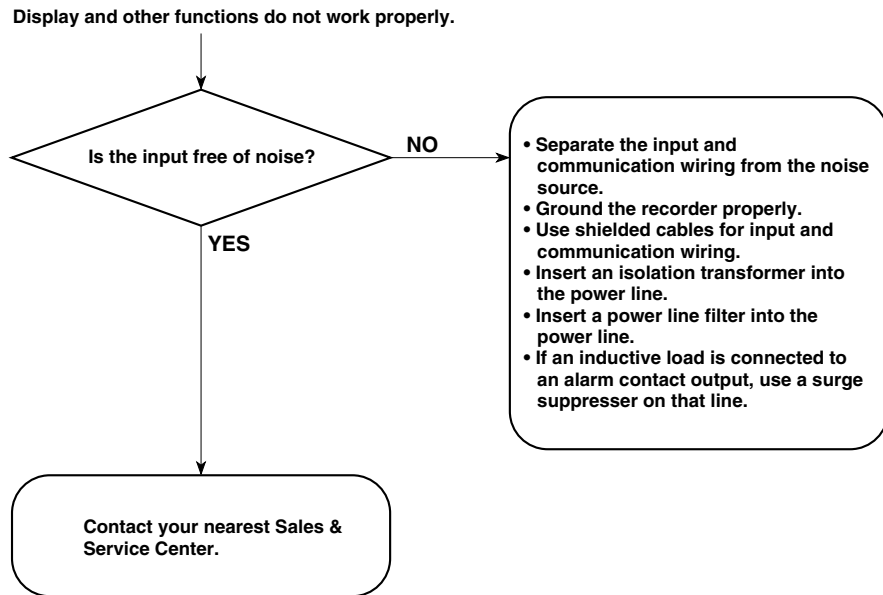 Display and other functions do not work properly.
Is the input free of noise?
NO
• Separate the input and
communication wiring from the noise
source.
• Ground the recorder properly.
• Use shielded cables for input and
communication wiring.
• Insert an isolation transformer into
the power line.
• Insert a power line filter into the
power line.
• If an inductive load is connected to
an alarm contact output, use a surge
suppresser on that line.
YES
Contact your nearest Sales &
Service Center.